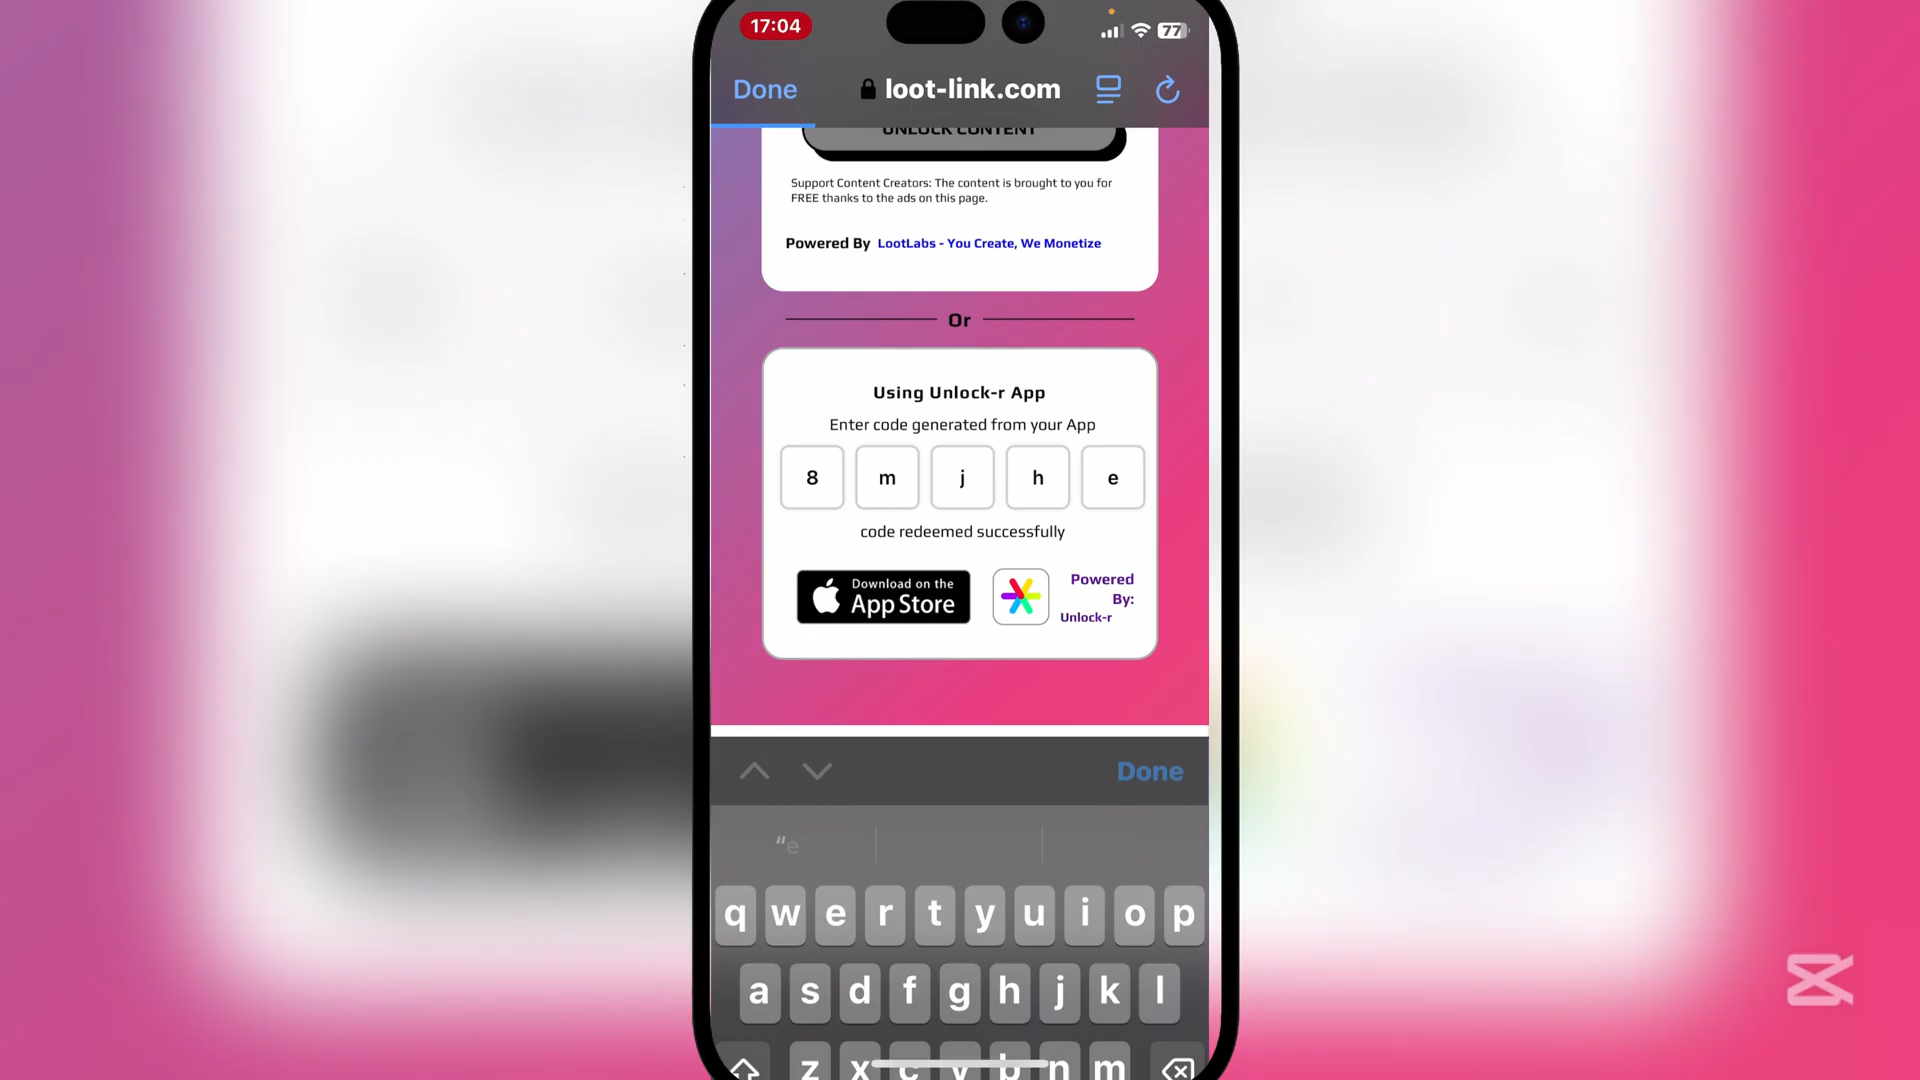 17:04
77
Done
loot-link.com
UNLOCK CONTENT
Support Content Creators: The content is brought to you for
FREE thanks to the ads on this page.
Powered By LootLabs - You Create, We Monetize
Or
Using Unlock-r App
Enter code generated from your App
8 m j h e
code redeemed successfully
Download on the
App Store
Powered
By:
Unlock-r
Done
“e
q w e r t y u i o p
a s d f g h j k l
z x c v b n m